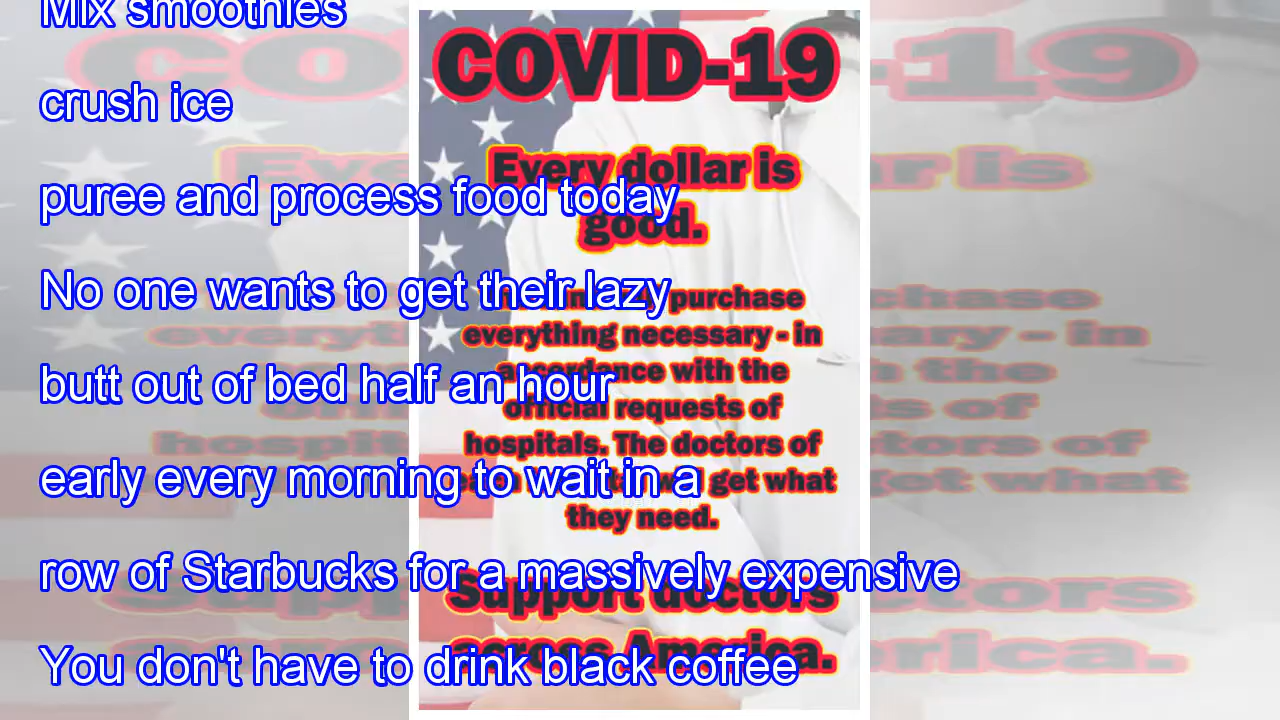 Mix smoothies
crush ice
puree and process food today
No one wants to get their lazy
butt out of bed half an hour
early every morning to wait in a
row of Starbucks for a massively expensive
You don't have to drink black coffee
COVID-19
Every dollar is
good.
purchase
everything necessary - in
accordance with the
official requests of
hospitals. The doctors of
get what
they need.
Support doctors
across America.